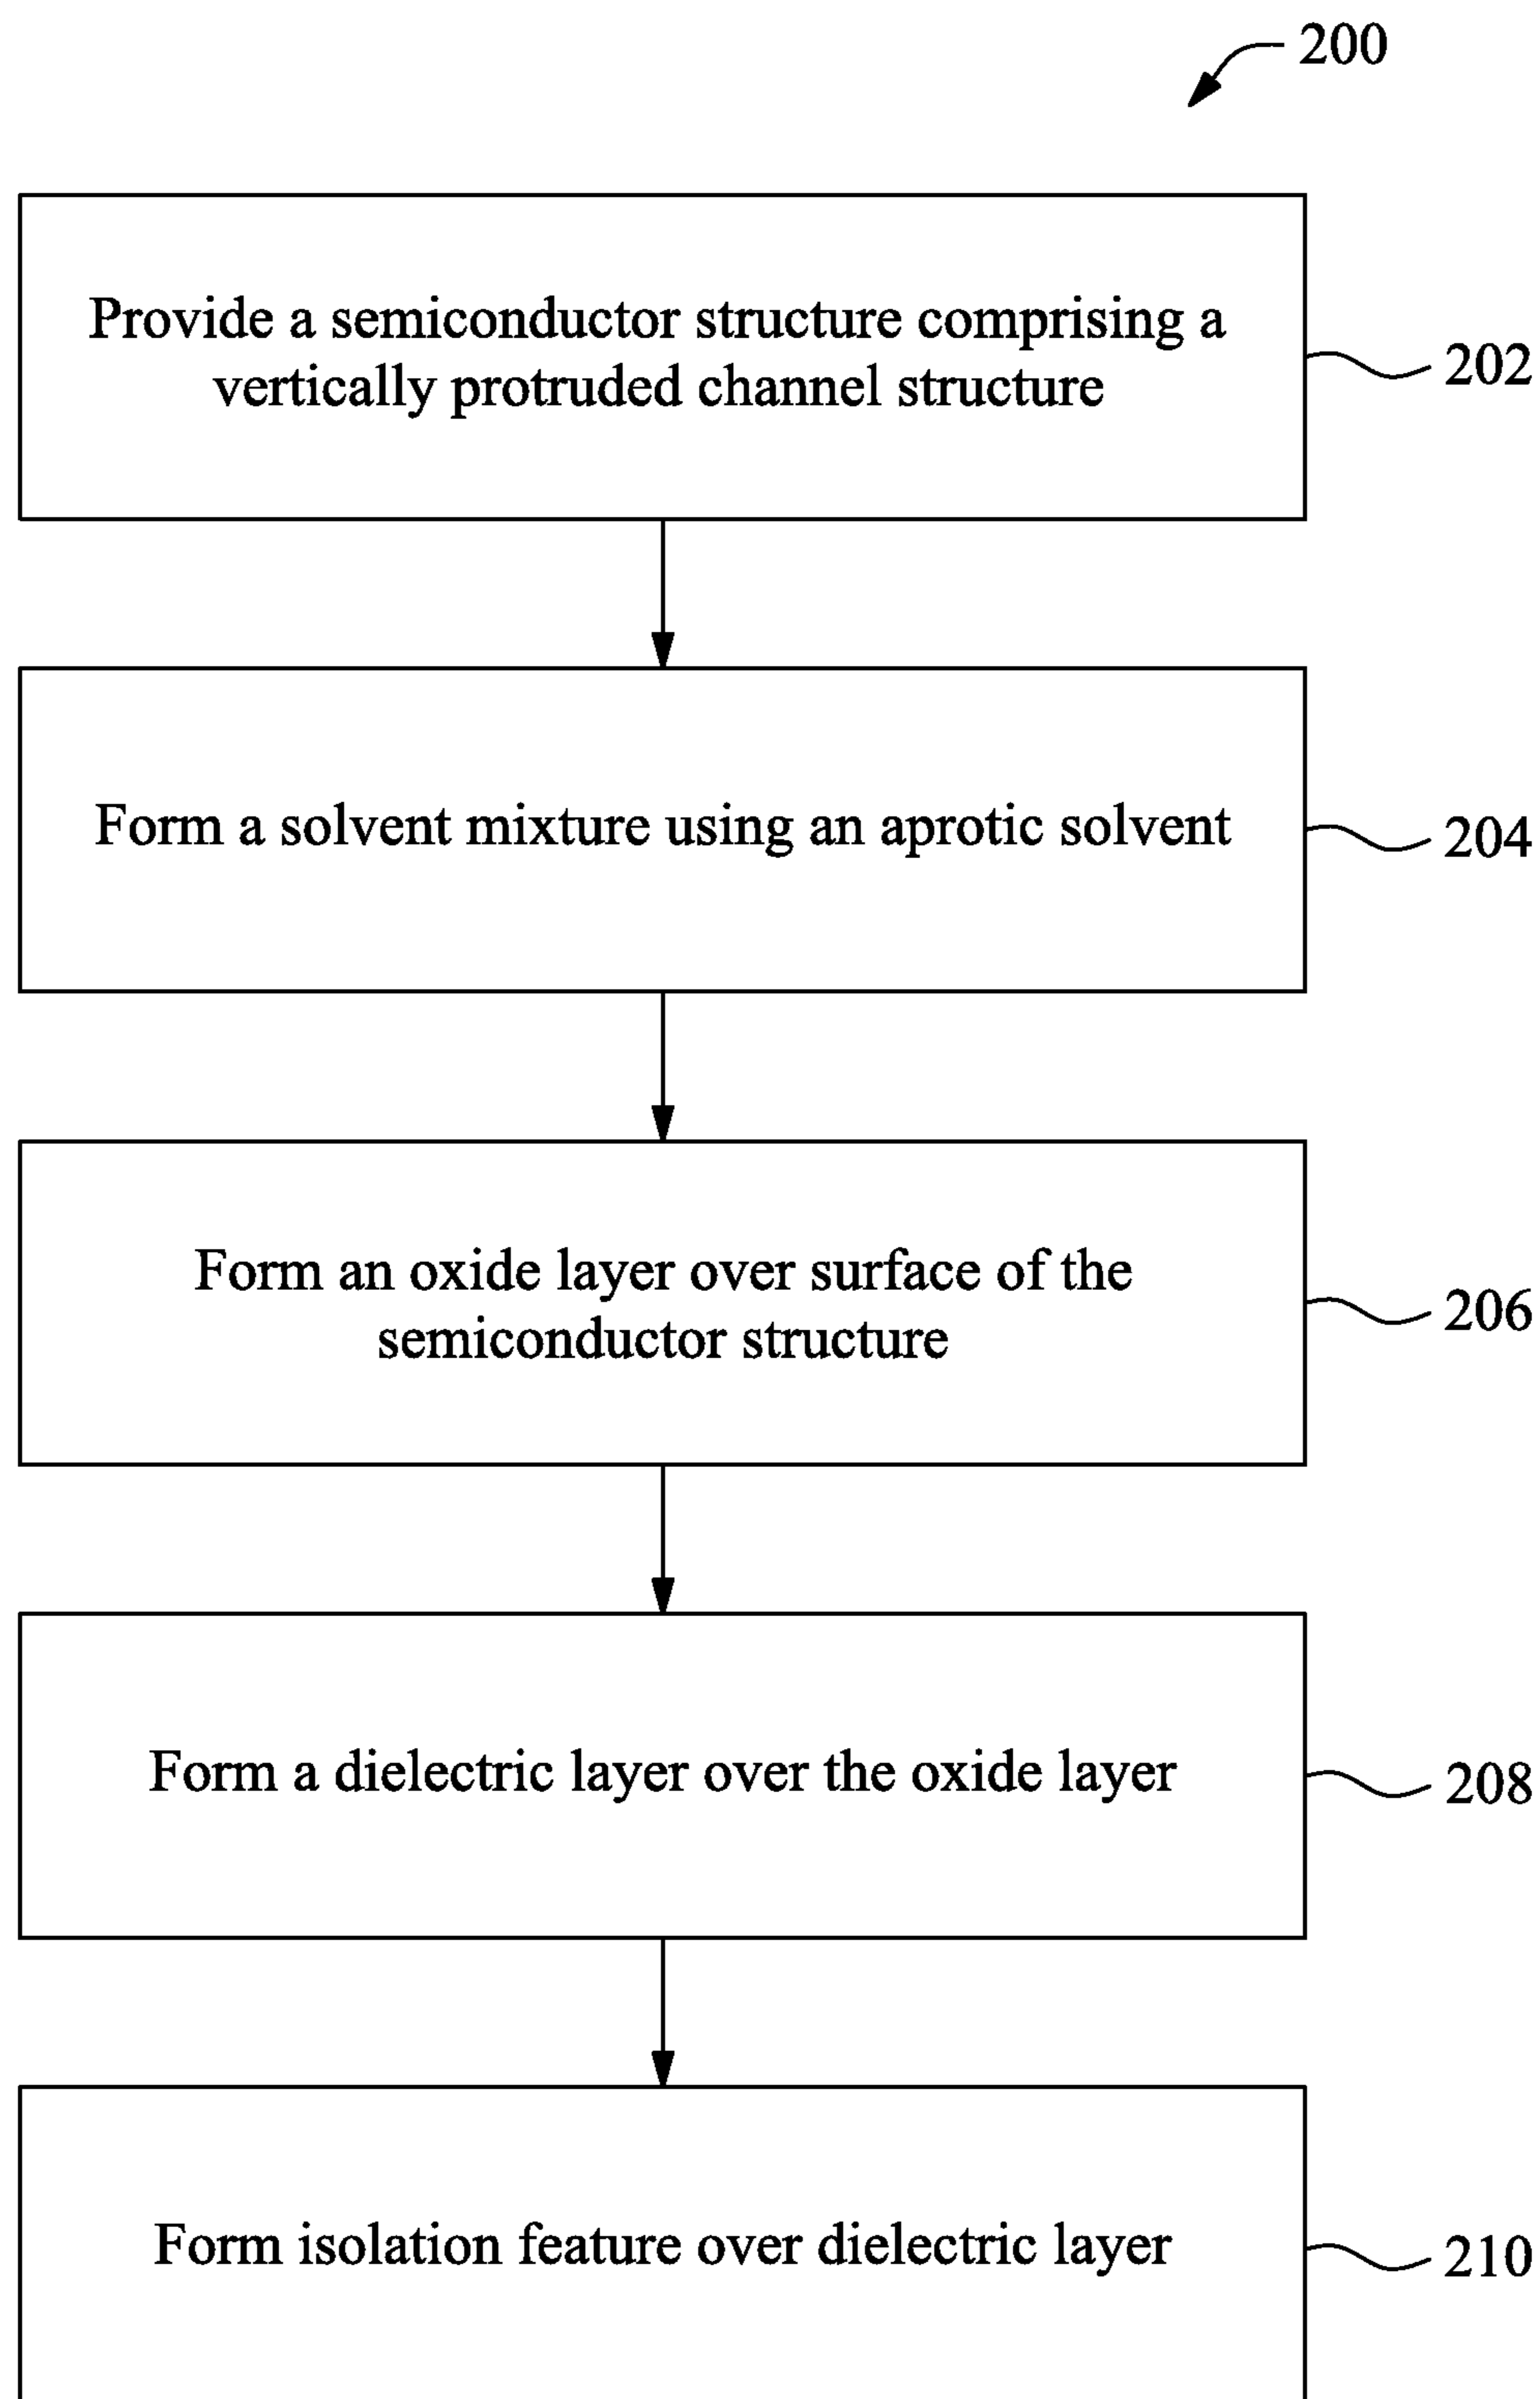 200
Provide a semiconductor structure comprising a
vertically protruded channel structure
202
Form a solvent mixture using an aprotic solvent
204
Form an oxide layer over surface of the
semiconductor structure
206
Form a dielectric layer over the oxide layer
208
Form isolation feature over dielectric layer
210